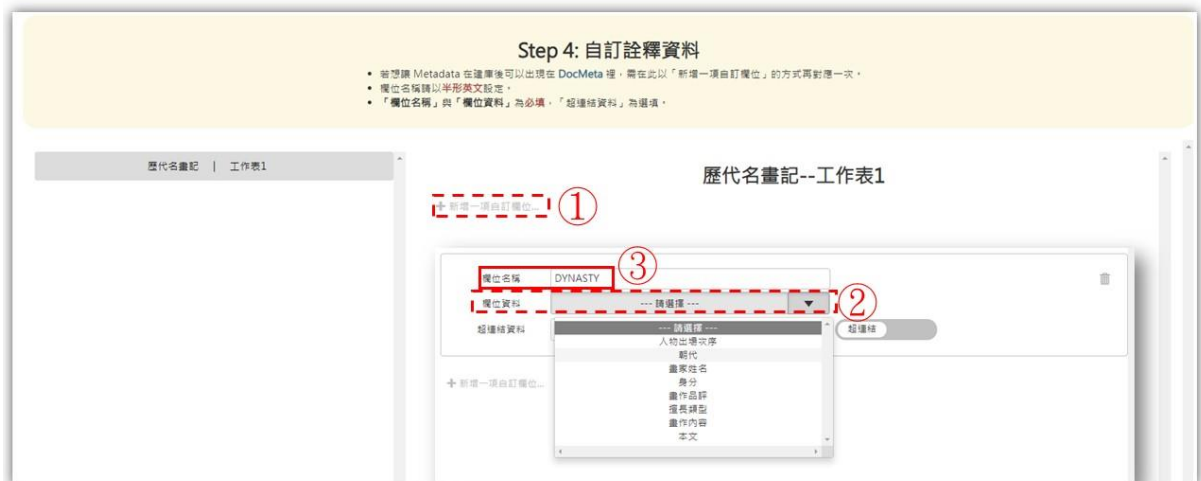 Step 4: 自訂詮釋資料
• 若想讓 Metadata 在建庫後可以出現在 DocMeta 裡，需在此以「新增一項自訂欄位」的方式再對應一次。
• 欄位名稱請以半形英文設定。
• 「欄位名稱」與「欄位資料」為必填，「超連結資料」為選填。
歷代名畫記 | 工作表1
歷代名畫記--工作表1
+ 新增一項自訂欄位... ①
欄位名稱 DYNASTY ③
欄位資料 --- 請選擇 --- ▼ ②
超連結資料 超連結
--- 請選擇 ---
人物出場次序
朝代
畫家姓名
身分
畫作品評
擅長類型
畫作內容
本文
+ 新增一項自訂欄位...